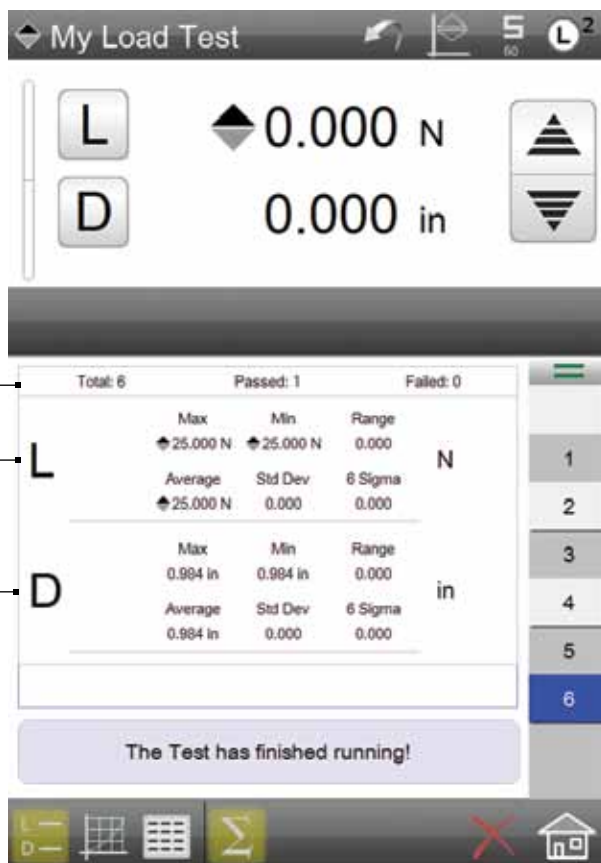 My Load Test S 60 L 2
L 0.000 N
D 0.000 in
Total: 6 Passed: 1 Failed: 0
L
Max Min Range
25.000 N 25.000 N 0.000
N
Average Std Dev 6 Sigma
25.000 N 0.000 0.000
D
Max Min Range
0.984 in 0.984 in 0.000
in
Average Std Dev 6 Sigma
0.984 in 0.000 0.000
1
2
3
4
5
6
The Test has finished running!
L
D
Σ